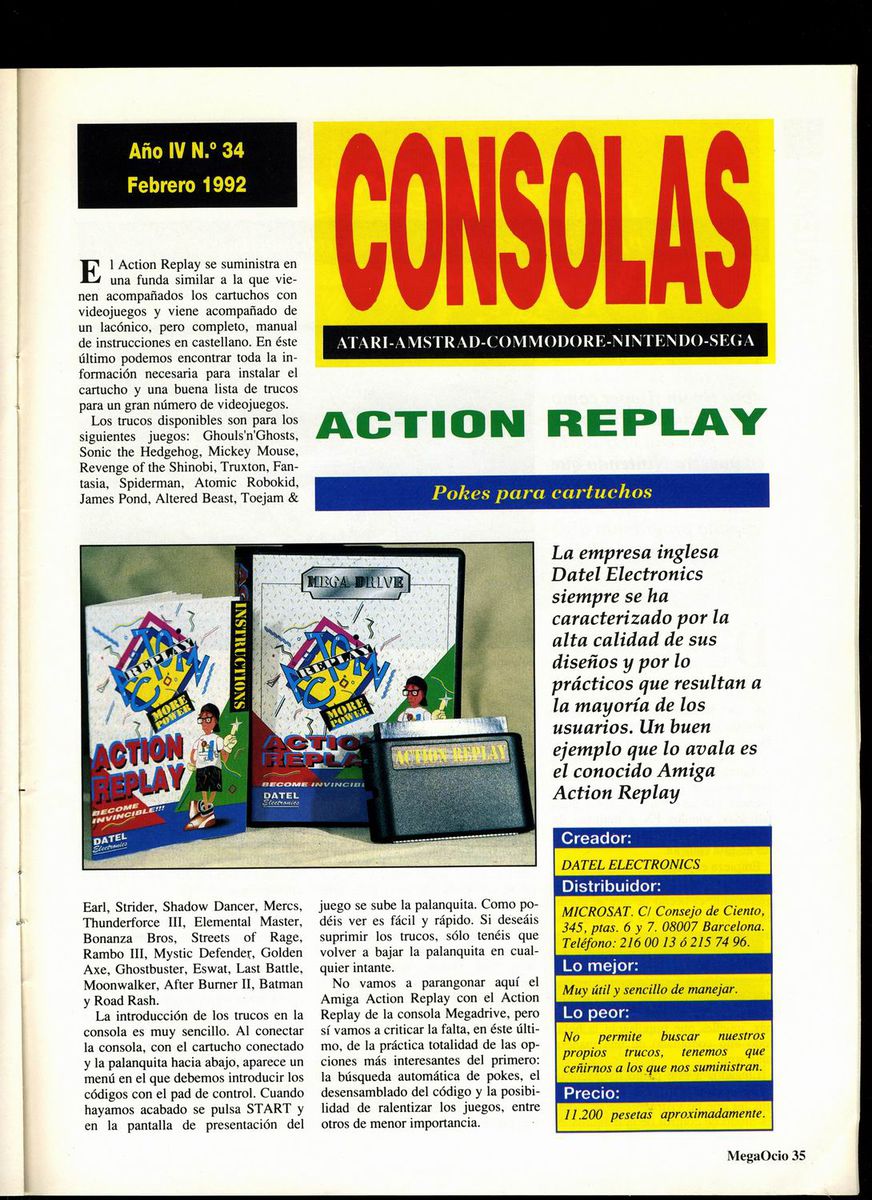 Año IV N.º 34
Febrero 1992
CONSOLAS
ATARI-AMSTRAD-COMMODORE-NINTENDO-SEGA
ACTION REPLAY
Pokes para cartuchos
El Action Replay se suministra en
una funda similar a la que vie-
nen acompañados los cartuchos con
videojuegos y viene acompañado de
un lacónico, pero completo, manual
de instrucciones en castellano. En éste
último podemos encontrar toda la in-
formación necesaria para instalar el
cartucho y una buena lista de trucos
para un gran número de videojuegos.
Los trucos disponibles son para los
siguientes juegos: Ghouls'n'Ghosts,
Sonic the Hedgehog, Mickey Mouse,
Revenge of the Shinobi, Truxton, Fan-
tasia, Spiderman, Atomic Robokid,
James Pond, Altered Beast, Toejam &
ACTION
REPLAY
MORE
POWER
ACTION
REPLAY
BECOME
INVINCIBLE!!!
DATEL
Electronics
INSTRUCTIONS
MEGA DRIVE
ACTION
REPLAY
MORE
POWER
ACTIO
REPLA
BECOME INVINCIBL
DATEL
Electronics
ACTION REPLAY
La empresa inglesa
Datel Electronics
siempre se ha
caracterizado por la
alta calidad de sus
diseños y por lo
prácticos que resultan a
la mayoría de los
usuarios. Un buen
ejemplo que lo avala es
el conocido Amiga
Action Replay
Earl, Strider, Shadow Dancer, Mercs,
Thunderforce III, Elemental Master,
Bonanza Bros, Streets of Rage,
Rambo III, Mystic Defender, Golden
Axe, Ghostbuster, Eswat, Last Battle,
Moonwalker, After Burner II, Batman
y Road Rash.
La introducción de los trucos en la
consola es muy sencillo. Al conectar
la consola, con el cartucho conectado
y la palanquita hacia abajo, aparece un
menú en el que debemos introducir los
códigos con el pad de control. Cuando
hayamos acabado se pulsa START y
en la pantalla de presentación del
juego se sube la palanquita. Como po-
déis ver es fácil y rápido. Si deseáis
suprimir los trucos, sólo tenéis que
volver a bajar la palanquita en cual-
quier intante.
No vamos a parangonar aquí el
Amiga Action Replay con el Action
Replay de la consola Megadrive, pero
sí vamos a criticar la falta, en éste últi-
mo, de la práctica totalidad de las op-
ciones más interesantes del primero:
la búsqueda automática de pokes, el
desensamblado del código y la posibi-
lidad de ralentizar los juegos, entre
otros de menor importancia.
Creador:
DATEL ELECTRONICS
Distribuidor:
MICROSAT. C/ Consejo de Ciento,
345, ptas. 6 y 7. 08007 Barcelona.
Teléfono: 216 00 13 ó 215 74 96.
Lo mejor:
Muy útil y sencillo de manejar.
Lo peor:
No permite buscar nuestros
propios trucos, tenemos que
ceñirnos a los que nos suministran.
Precio:
11.200 pesetas aproximadamente.
MegaOcio 35